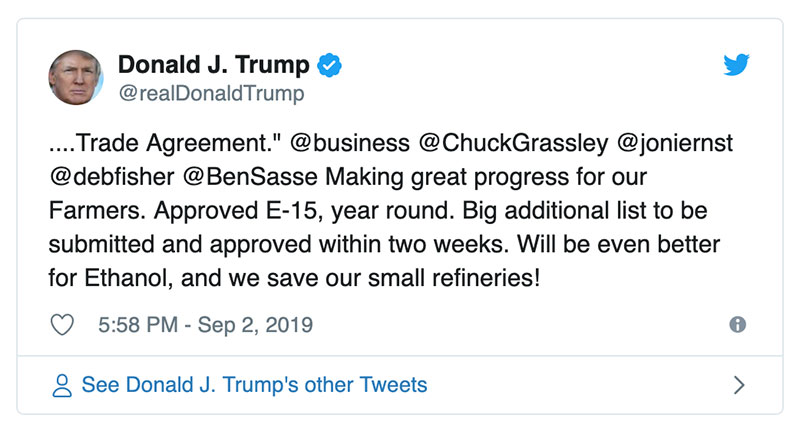 Donald J. Trump
@realDonaldTrump
....Trade Agreement." @business @ChuckGrassley @joniernst
@debfisher @BenSasse Making great progress for our
Farmers. Approved E-15, year round. Big additional list to be
submitted and approved within two weeks. Will be even better
for Ethanol, and we save our small refineries!
5:58 PM - Sep 2, 2019
See Donald J. Trump's other Tweets